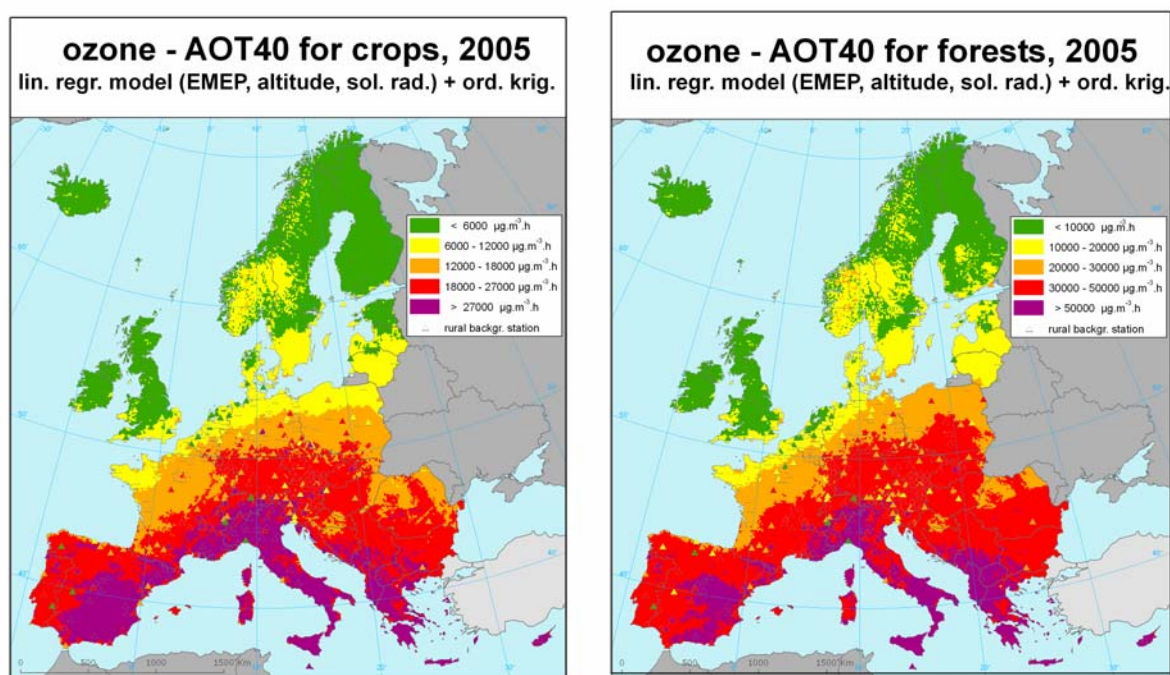 ozone - AOT40 for crops, 2005
lin. regr. model (EMEP, altitude, sol. rad.) + ord. krig.
< 6000 µg.m⁻³.h
6000 - 12000 µg.m⁻³.h
12000 - 18000 µg.m⁻³.h
18000 - 27000 µg.m⁻³.h
> 27000 µg.m⁻³.h
rural backgr. station
0 500 1000 1500 Km
ozone - AOT40 for forests, 2005
lin. regr. model (EMEP, altitude, sol. rad.) + ord. krig.
< 10000 µg.m⁻³.h
10000 - 20000 µg.m⁻³.h
20000 - 30000 µg.m⁻³.h
30000 - 50000 µg.m⁻³.h
> 50000 µg.m⁻³.h
rural backgr. station
0 500 1000 1500 Km